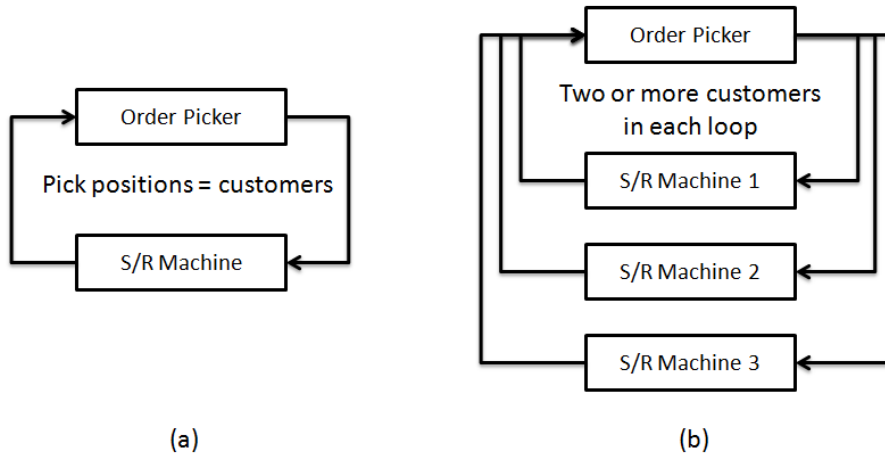 Order Picker
Pick positions = customers
S/R Machine
(a)
Order Picker
Two or more customers
in each loop
S/R Machine 1
S/R Machine 2
S/R Machine 3
(b)